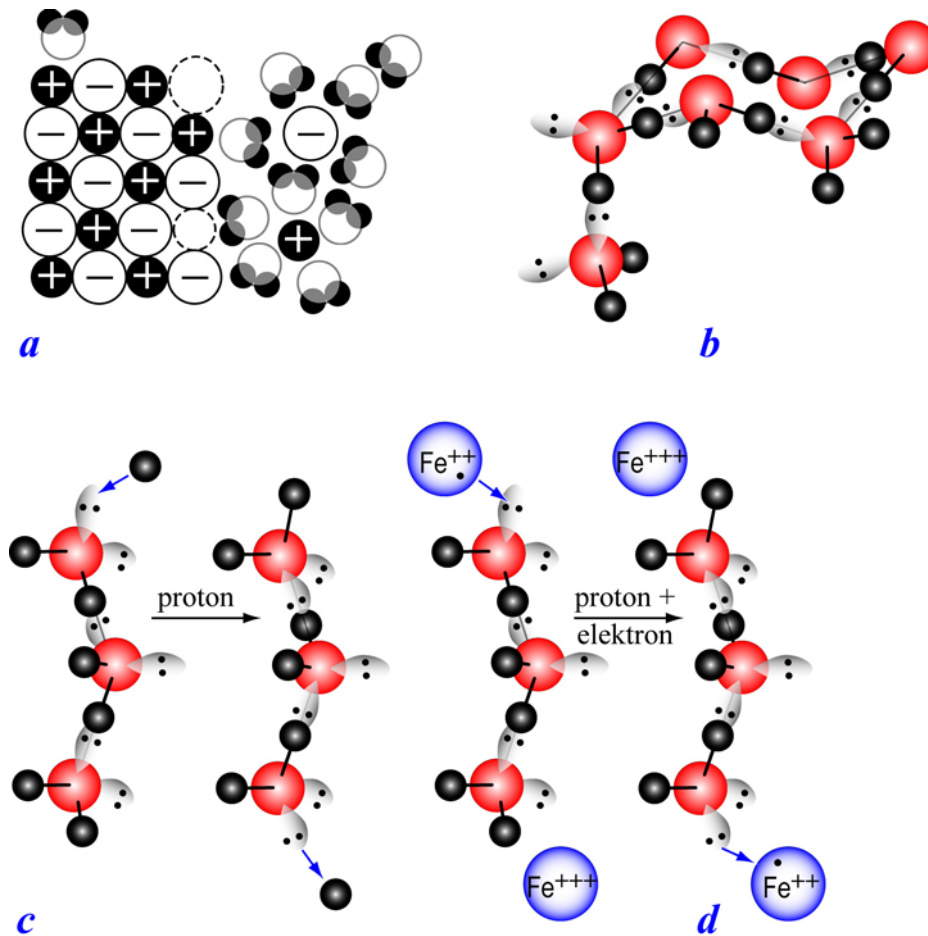 + − +
− + − +
−
+ − + −
− + −
+
+ − + −
a
b
Fe++
Fe+++
proton
proton +
elektron
Fe+++
Fe++
c
d